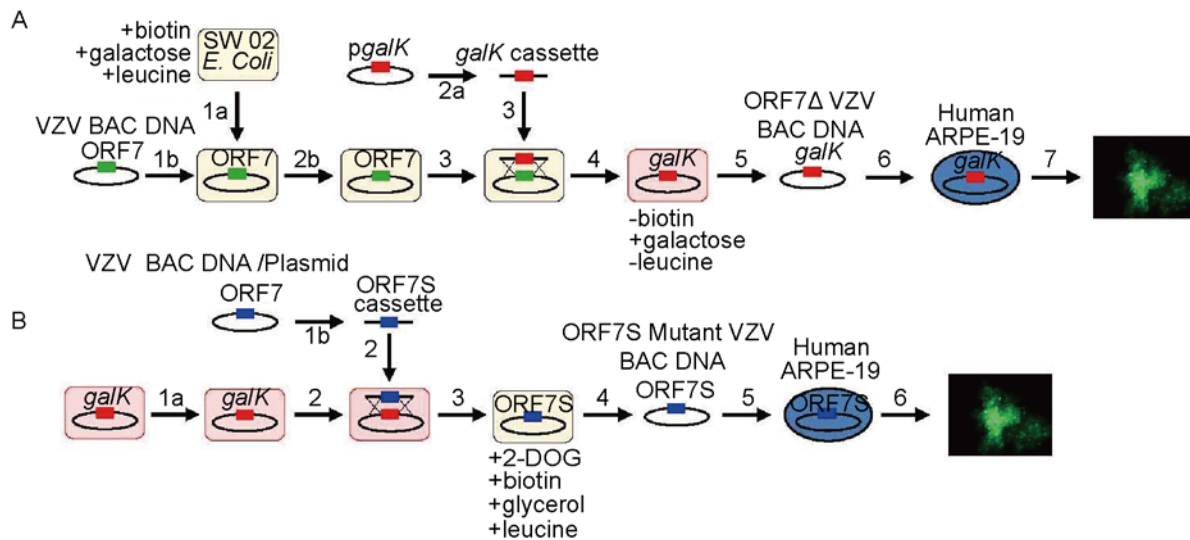 A
+biotin
+galactose
+leucine
SW 02
E. Coli
pgalK
galK cassette
2a
1a
3
VZV BAC DNA
ORF7
1b
ORF7
2b
ORF7
3
4
galK
5
ORF7Δ VZV
BAC DNA
galK
6
Human
ARPE-19
galK
7
-biotin
+galactose
-leucine
VZV BAC DNA /Plasmid
ORF7
1b
ORF7S
cassette
B
2
galK
1a
galK
2
3
ORF7S
4
ORF7S Mutant VZV
BAC DNA
ORF7S
5
Human
ARPE-19
ORF7S
6
+2-DOG
+biotin
+glycerol
+leucine